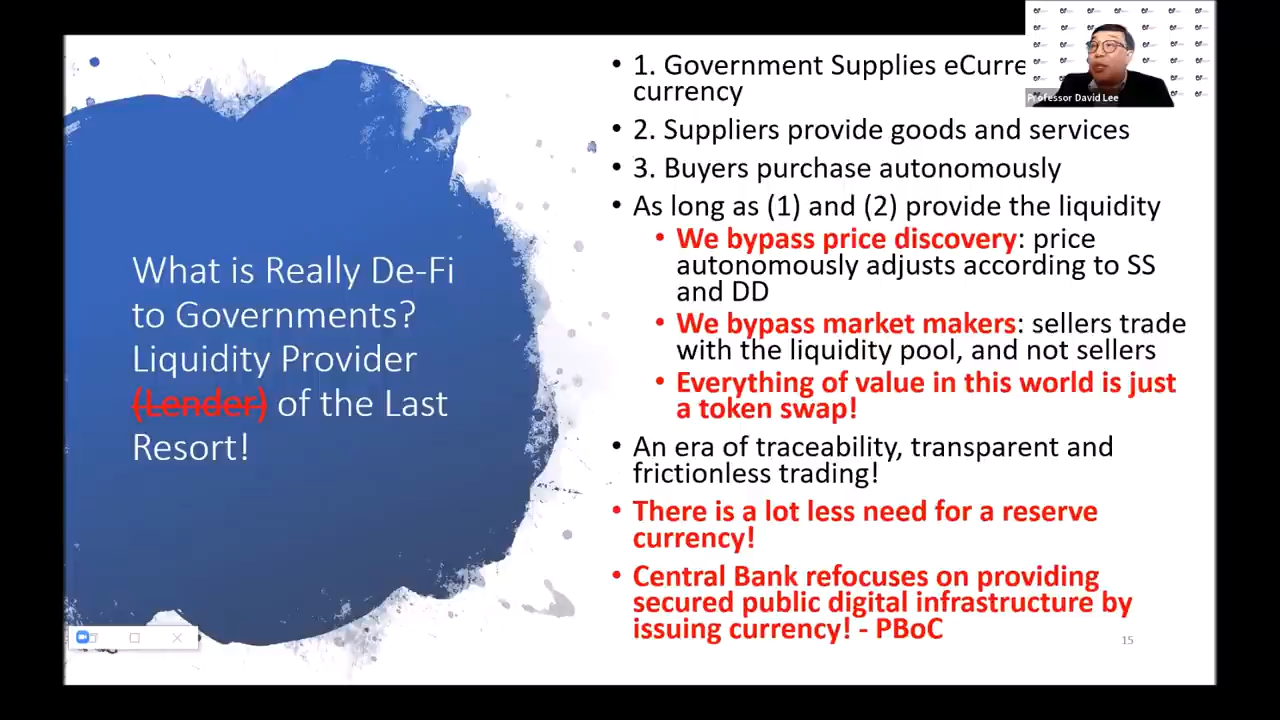 What is Really De-Fi
to Governments?
Liquidity Provider
(Lender) of the Last
Resort!
• 1. Government Supplies eCurre
currency
• 2. Suppliers provide goods and services
• 3. Buyers purchase autonomously
• As long as (1) and (2) provide the liquidity
• We bypass price discovery: price
autonomously adjusts according to SS
and DD
• We bypass market makers: sellers trade
with the liquidity pool, and not sellers
• Everything of value in this world is just
a token swap!
• An era of traceability, transparent and
frictionless trading!
• There is a lot less need for a reserve
currency!
• Central Bank refocuses on providing
secured public digital infrastructure by
issuing currency! - PBoC
15
Professor David Lee